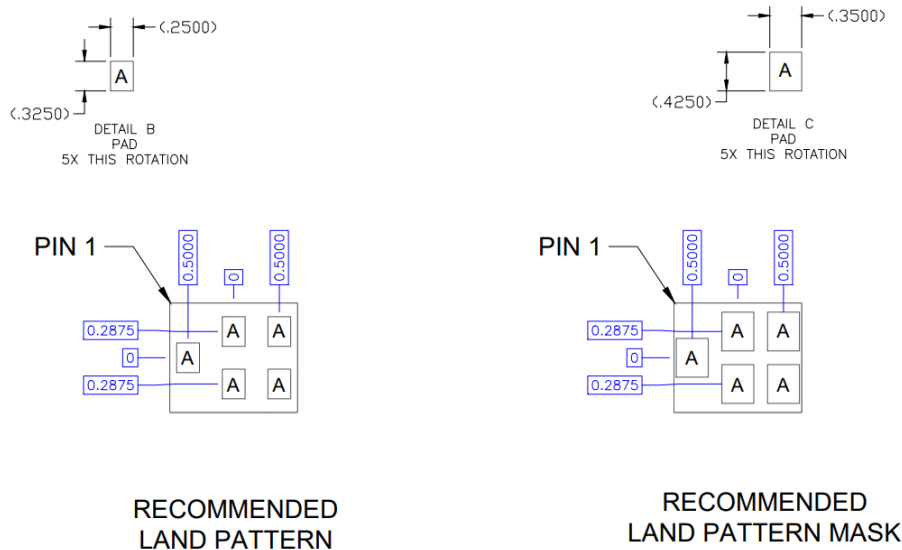 (.2500)
A
(.3250)
DETAIL B
PAD
5X THIS ROTATION
(.3500)
A
(.4250)
DETAIL C
PAD
5X THIS ROTATION
PIN 1
0.5000
0
0.5000
0.2875
A
A
0
A
0.2875
A
A
RECOMMENDED
LAND PATTERN
PIN 1
0.5000
0
0.5000
0.2875
A
A
0
A
0.2875
A
A
RECOMMENDED
LAND PATTERN MASK